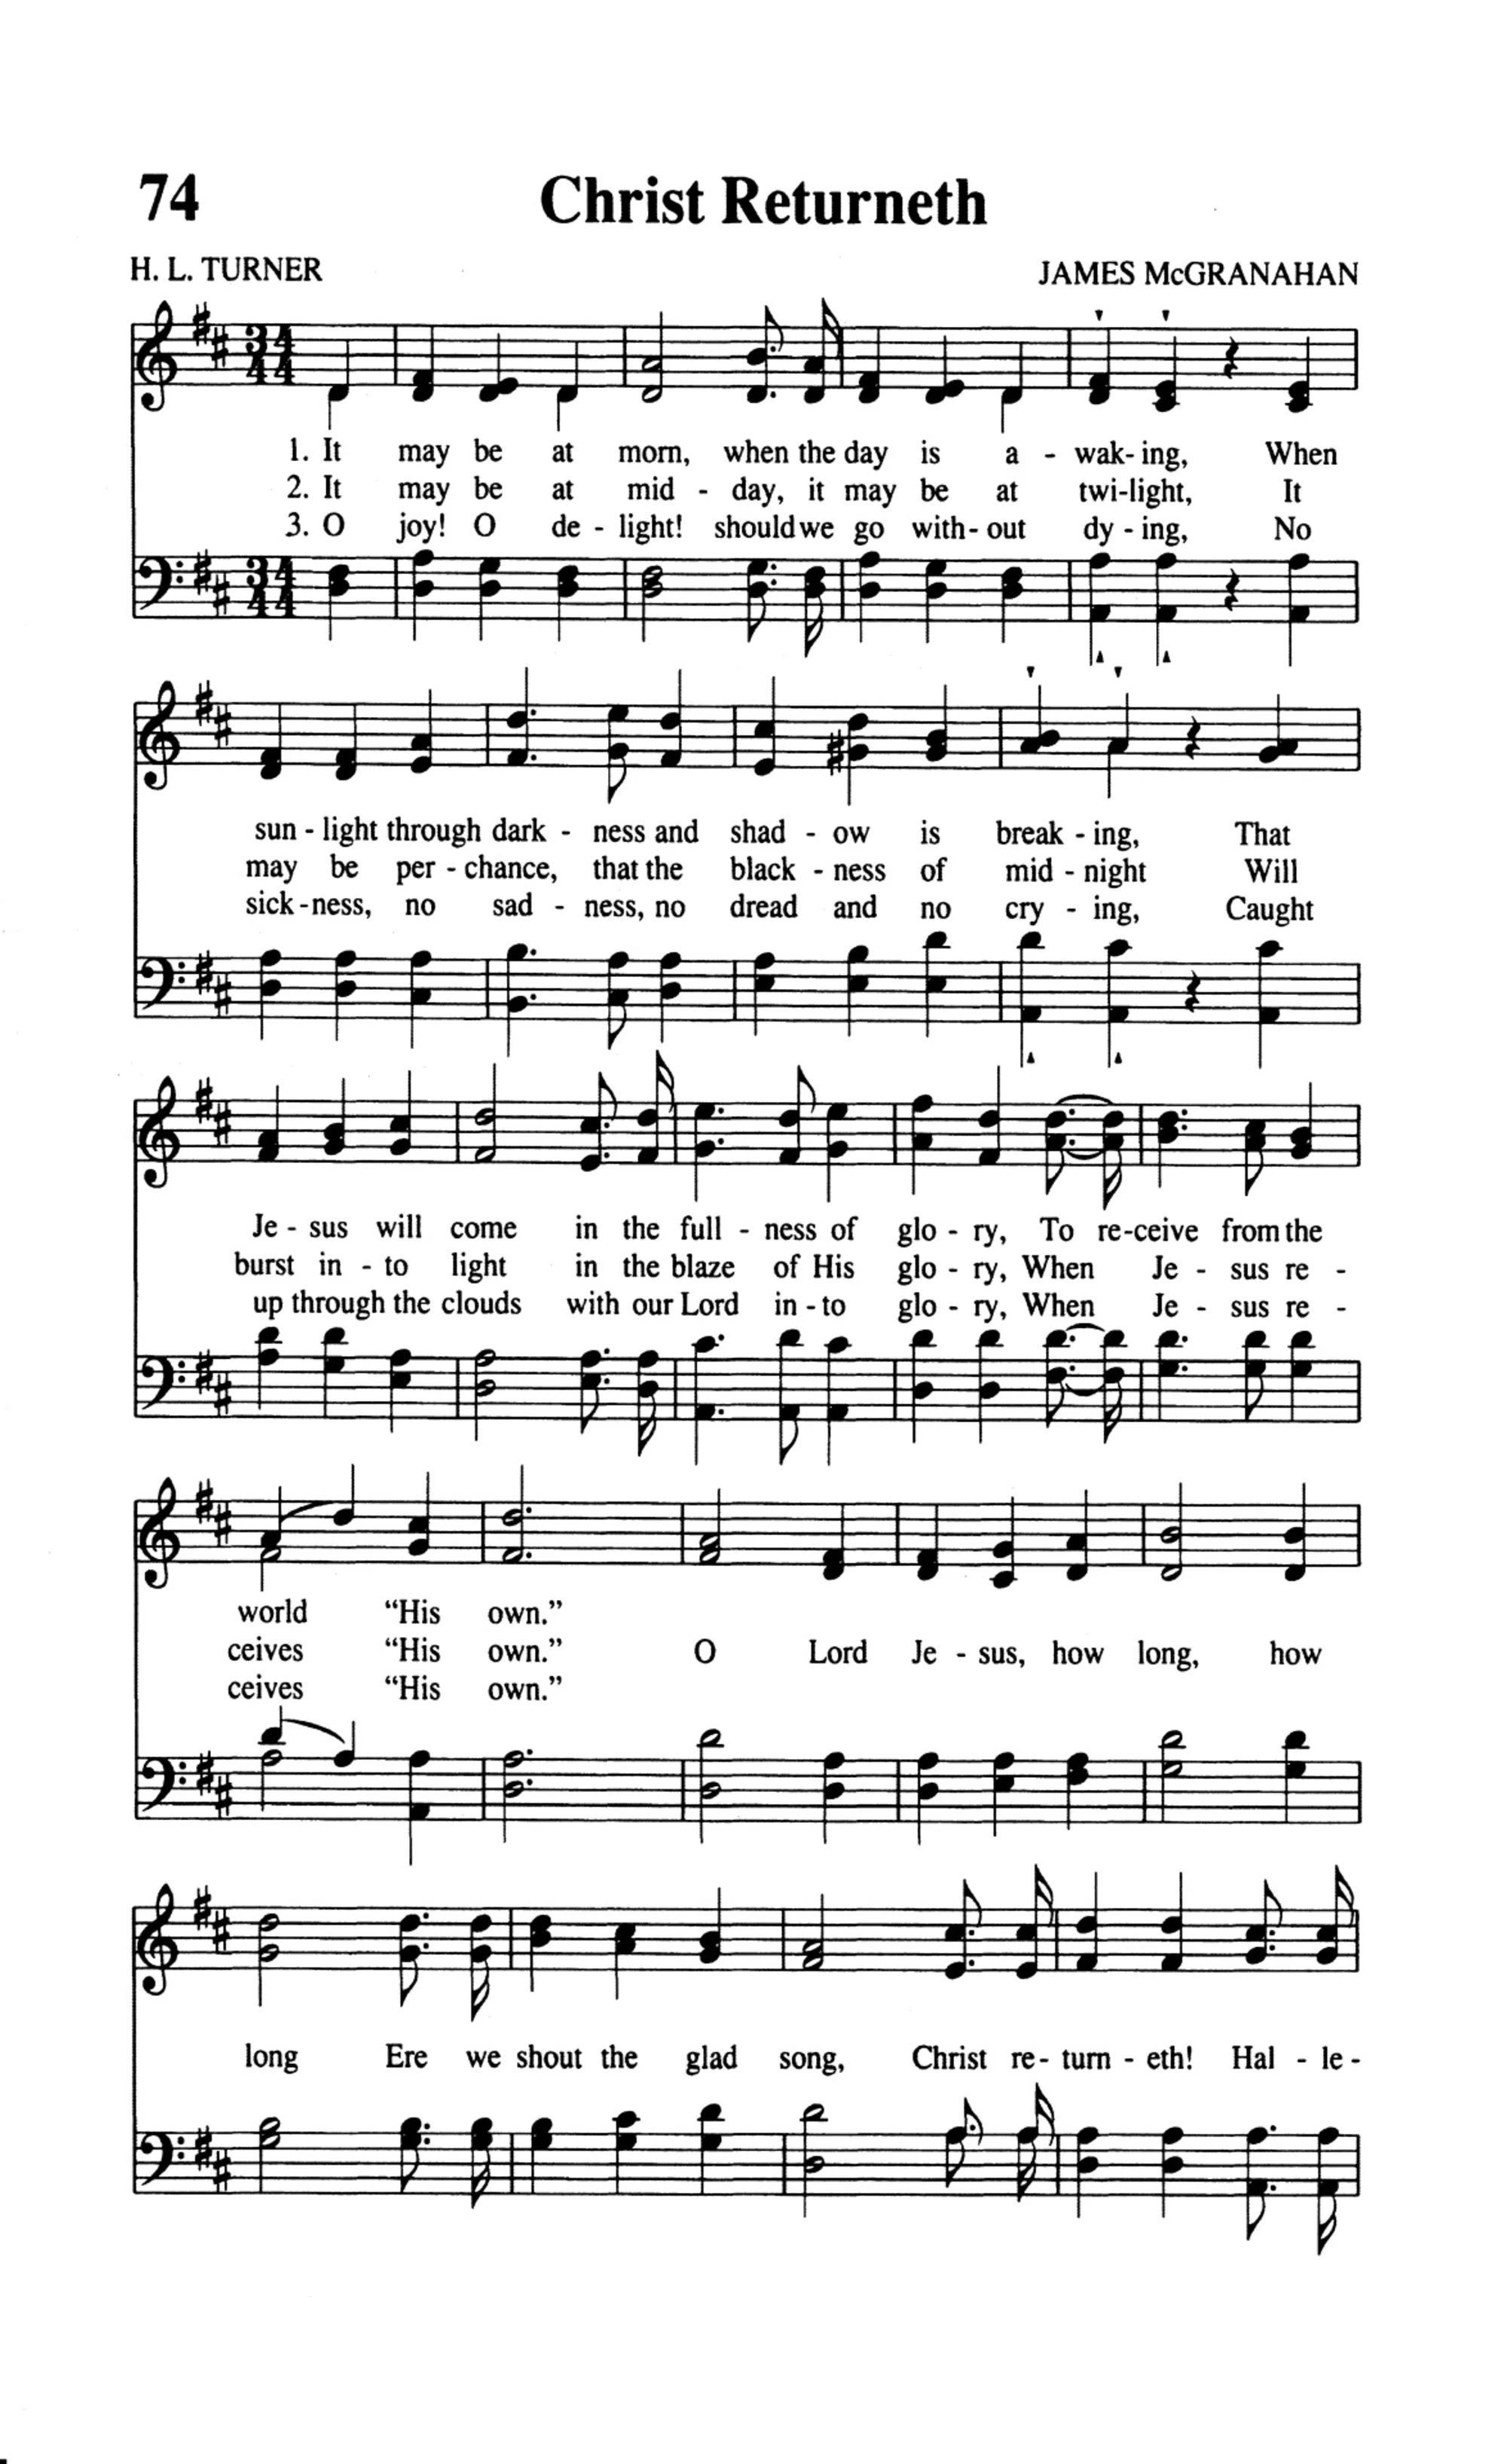 74
Christ Returneth
H. L. TURNER
JAMES McGRANAHAN
3 4
4 4
1. It may be at morn, when the day is a - wak- ing, When
2. It may be at mid - day, it may be at twi-light, It
3. O joy! O de - light! should we go with- out dy - ing, No
3 4
4 4
sun - light through dark - ness and shad - ow is break - ing, That
may be per - chance, that the black - ness of mid - night Will
sick - ness, no sad - ness, no dread and no cry - ing, Caught
Je - sus will come in the full - ness of glo - ry, To re-ceive from the
burst in - to light in the blaze of His glo - ry, When Je - sus re -
up through the clouds with our Lord in - to glo - ry, When Je - sus re -
world “His own.”
ceives “His own.” O Lord Je - sus, how long, how
ceives “His own.”
long Ere we shout the glad song, Christ re- turn - eth! Hal - le -